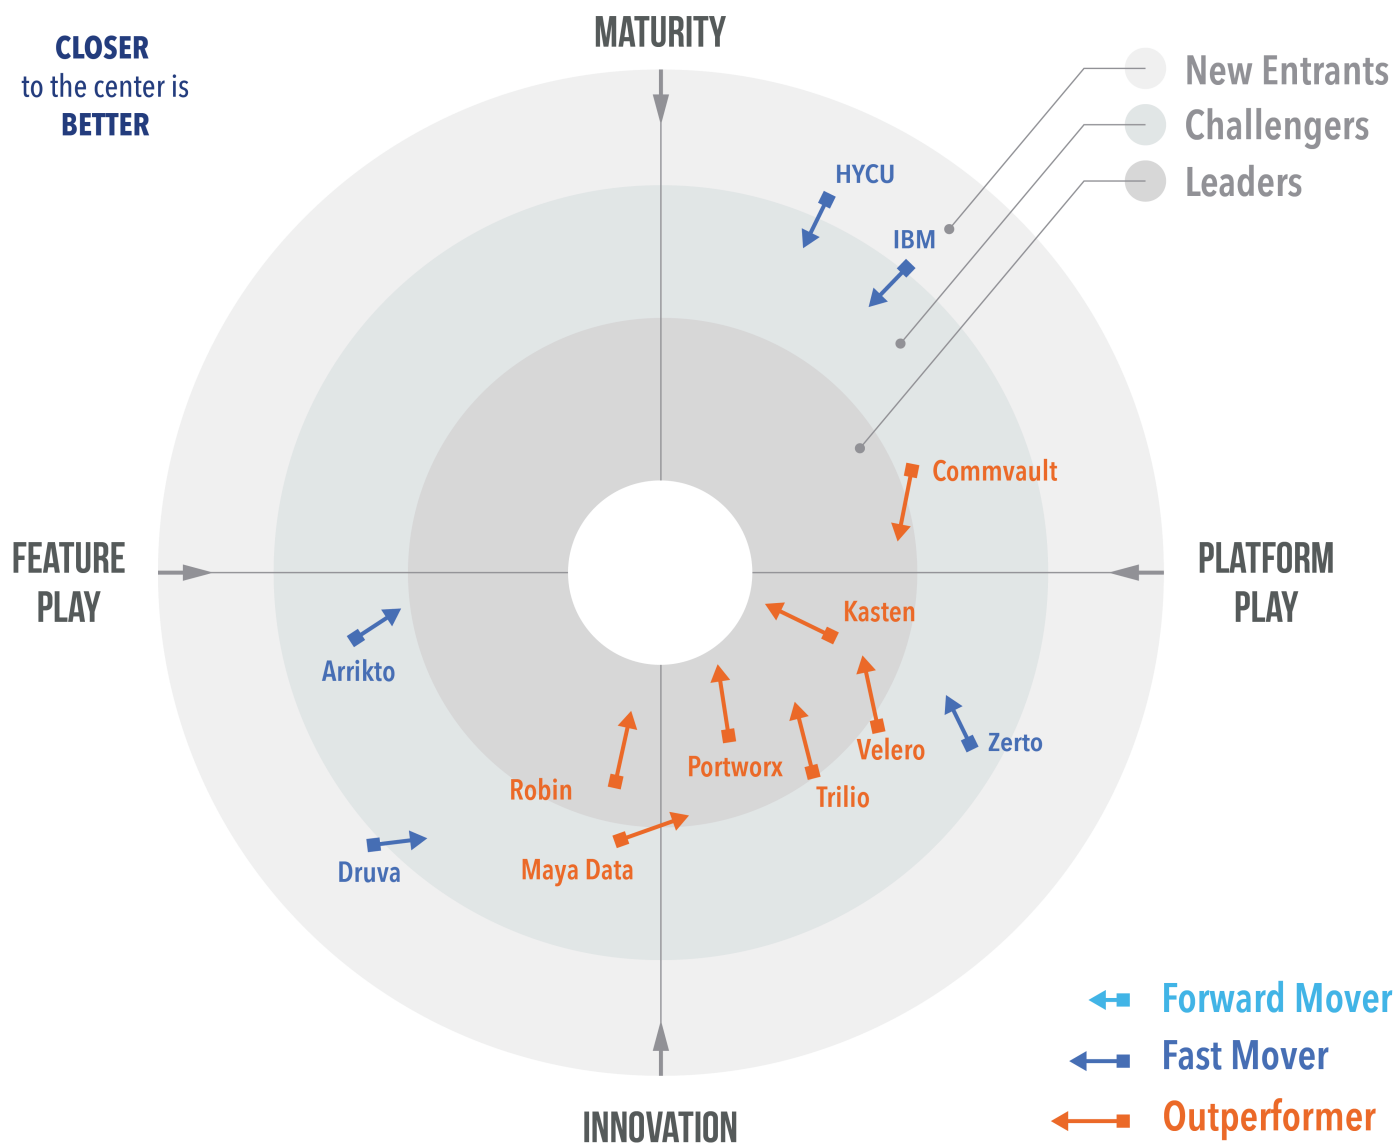 MATURITY
CLOSER
to the center is
BETTER
New Entrants
Challengers
Leaders
HYCU
IBM
Commvault
FEATURE
PLAY
PLATFORM
PLAY
Kasten
Arrikto
Velero
Zerto
Portworx
Robin
Trilio
Maya Data
Druva
Forward Mover
Fast Mover
Outperformer
INNOVATION